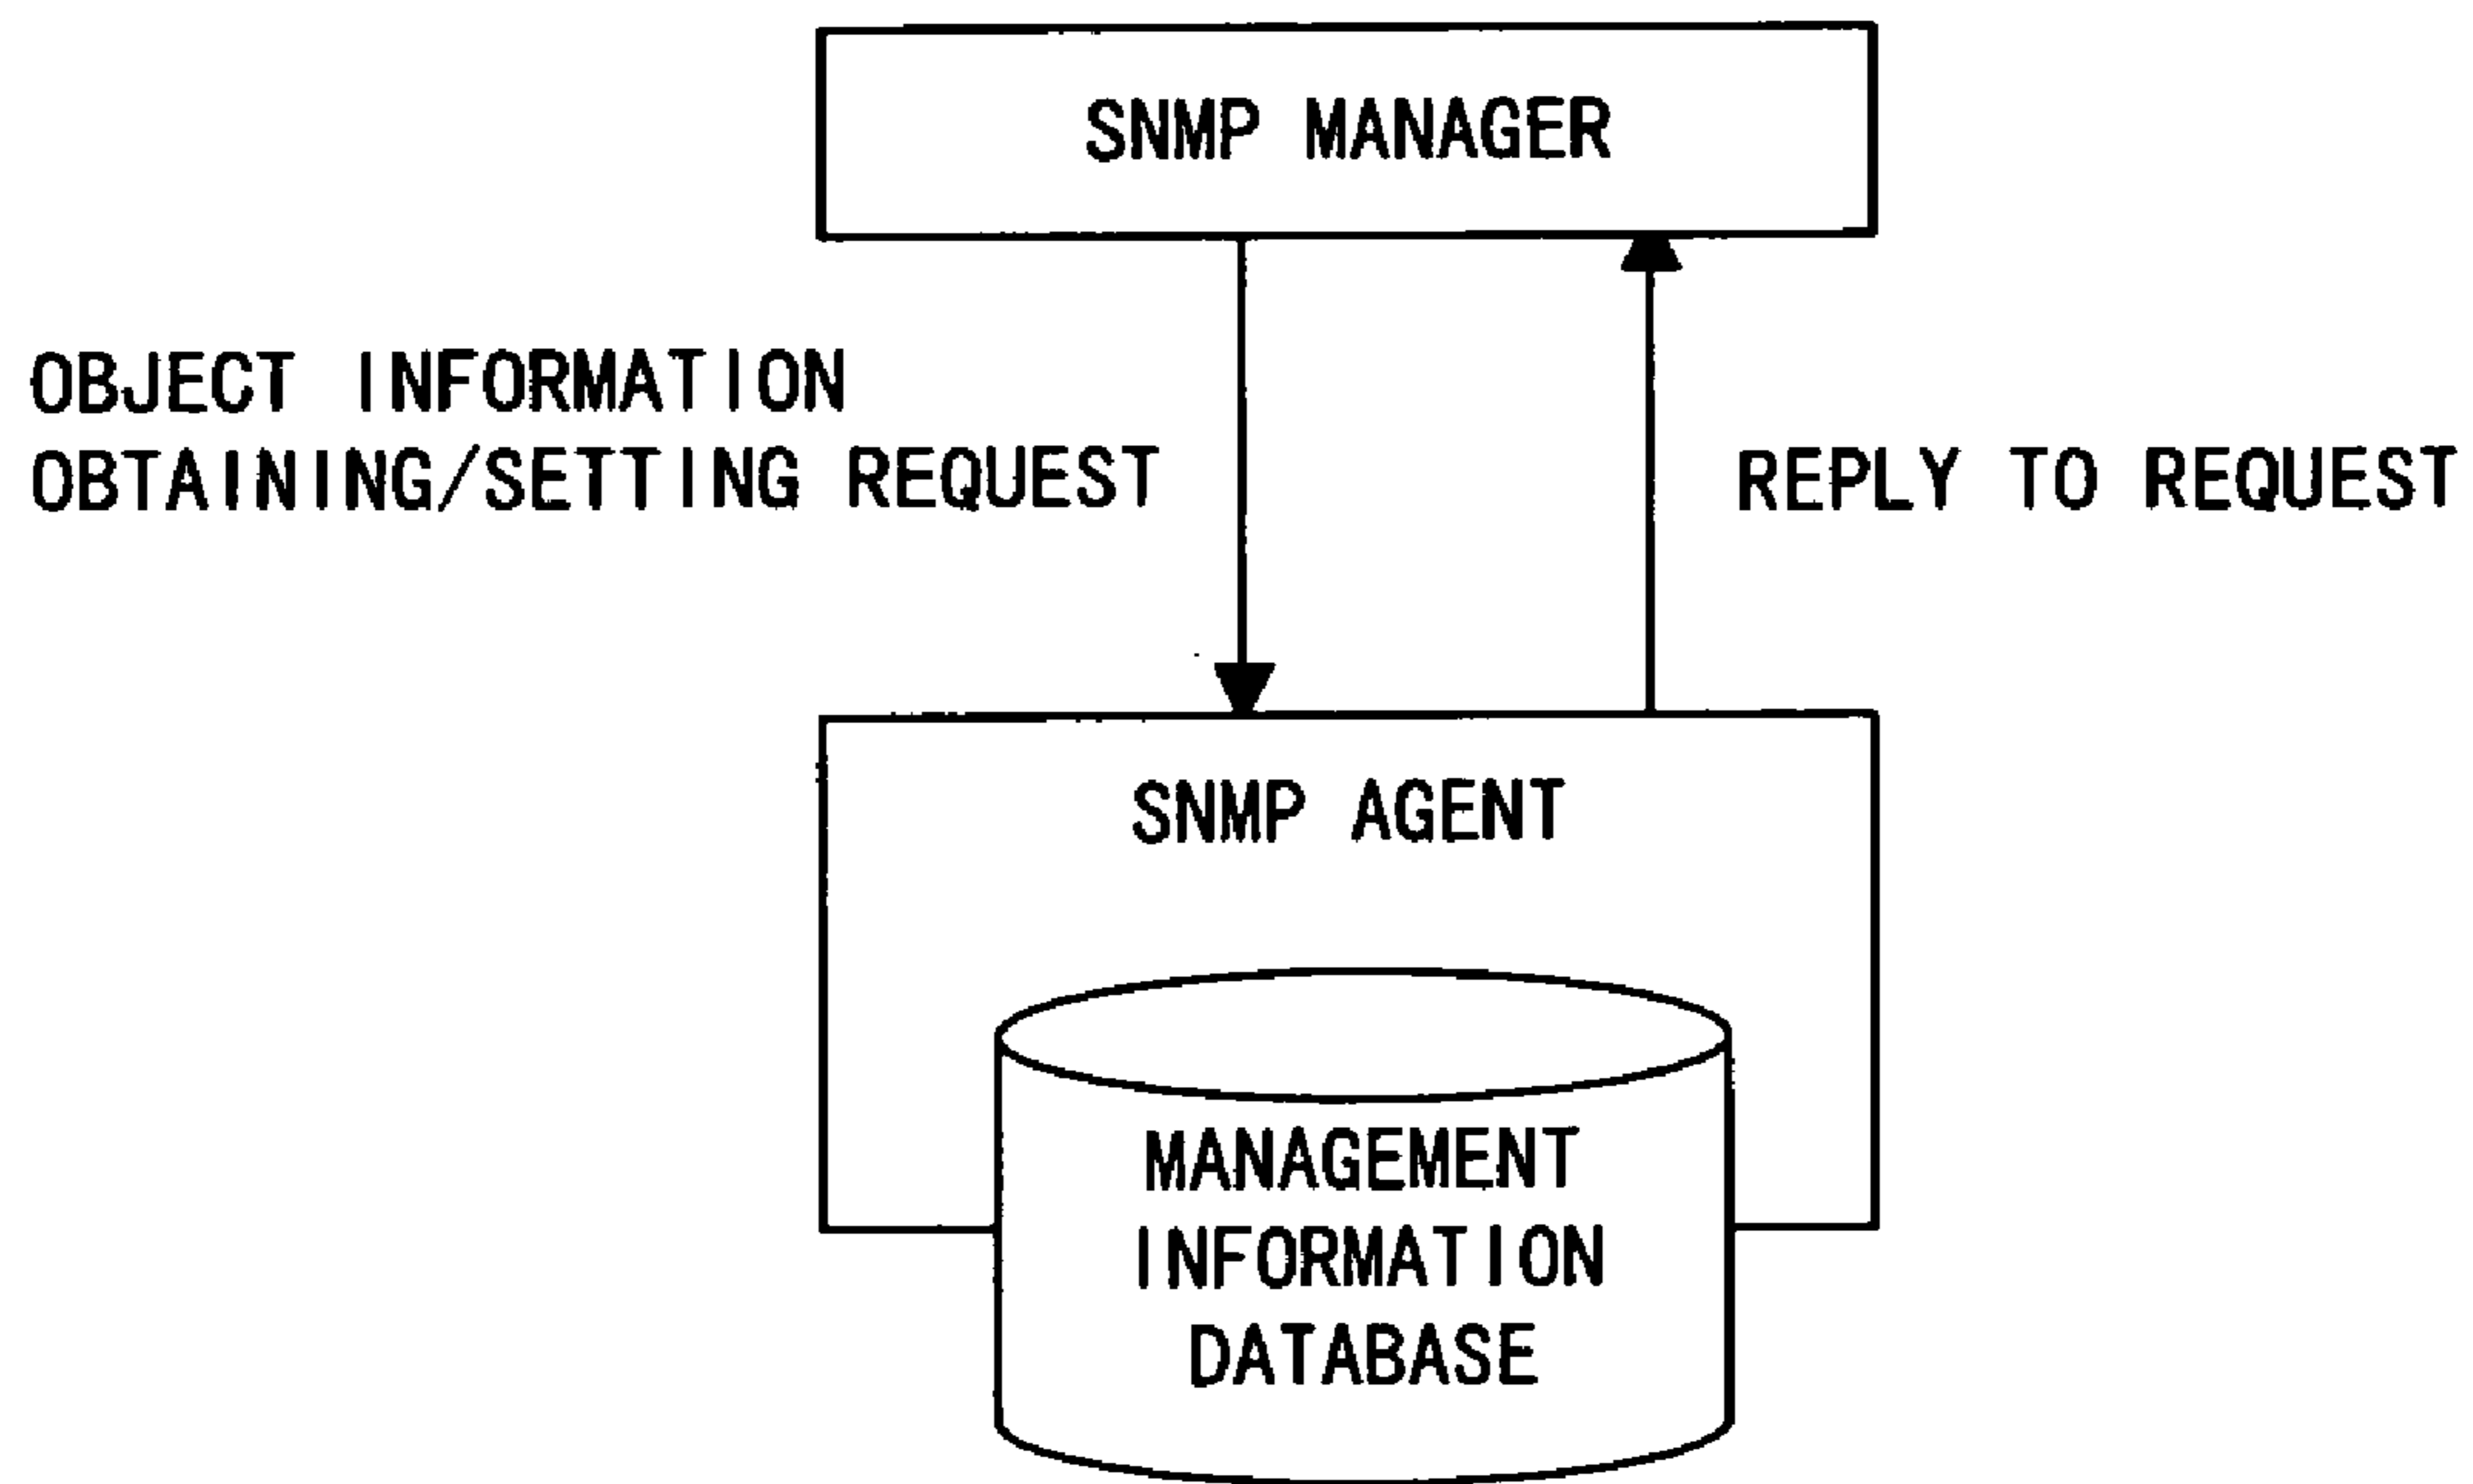 SNMP MANAGER
OBJECT INFORMATION
OBTAINING/SETTING REQUEST
REPLY TO REQUEST
SNMP AGENT
MANAGEMENT
INFORMATION
DATABASE